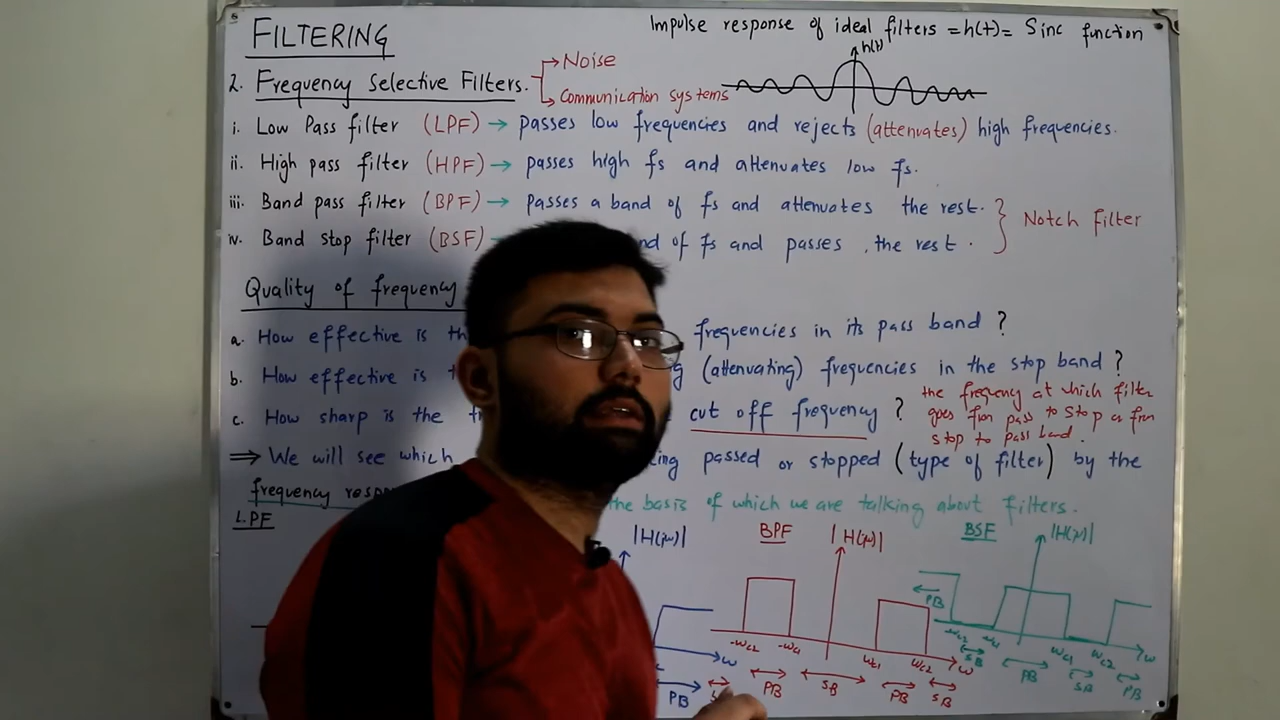 FILTERING
Impulse response of ideal filters = h(t) = Sinc function
h(t)
2. Frequency Selective Filters.
Noise
Communication systems
i. Low Pass filter (LPF) → passes low frequencies and rejects (attenuates) high frequencies.
ii. High pass filter (HPF) → passes high fs and attenuates low fs.
iii. Band pass filter (BPF) → passes a band of fs and attenuates the rest.
Notch filter
iv. Band stop filter (BSF) of fs and passes the rest.
Quality of frequency
a. How effective is frequencies in its pass band ?
b. How effective is (attenuating) frequencies in the stop band ?
c. How sharp is the cut off frequency ?
the frequency at which filter
goes from pass to stop or from
stop to pass band.
⇒ We will see which passed or stopped (type of filter) by the
frequency the basis of which we are talking about filters.
LPF
|H(jω)| BPF |H(jω)| BSF |H(jω)|
PB
-ωc2 -ωc1 ωc1 ωc2 ω
-ωc2 -ωc1 ωc1 ωc2 ω
ω
PB PB SB PB SB
SB PB SB PB